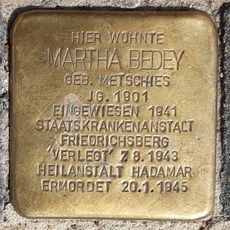 HIER WOHNTE
MARTHA BEDEY
GEB. METSCHIES
JG. 1901
EINGEWIESEN 1941
STAATSKRANKENANSTALT
FRIEDRICHSBERG
"VERLEGT" 7.8.1943
HEILANSTALT HADAMAR
ERMORDET 20.1.1945